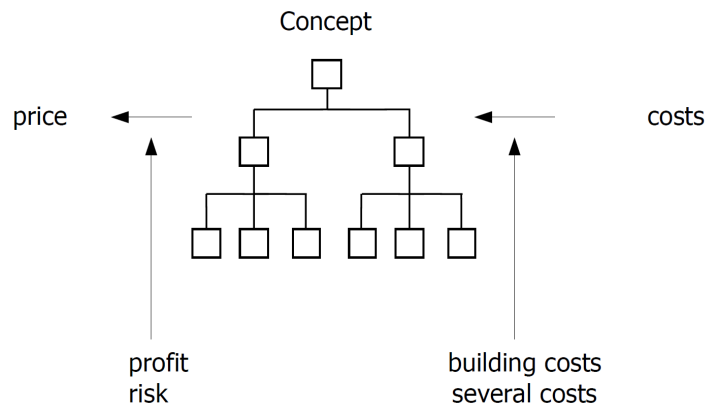 Concept
price
costs
profit
risk
building costs
several costs